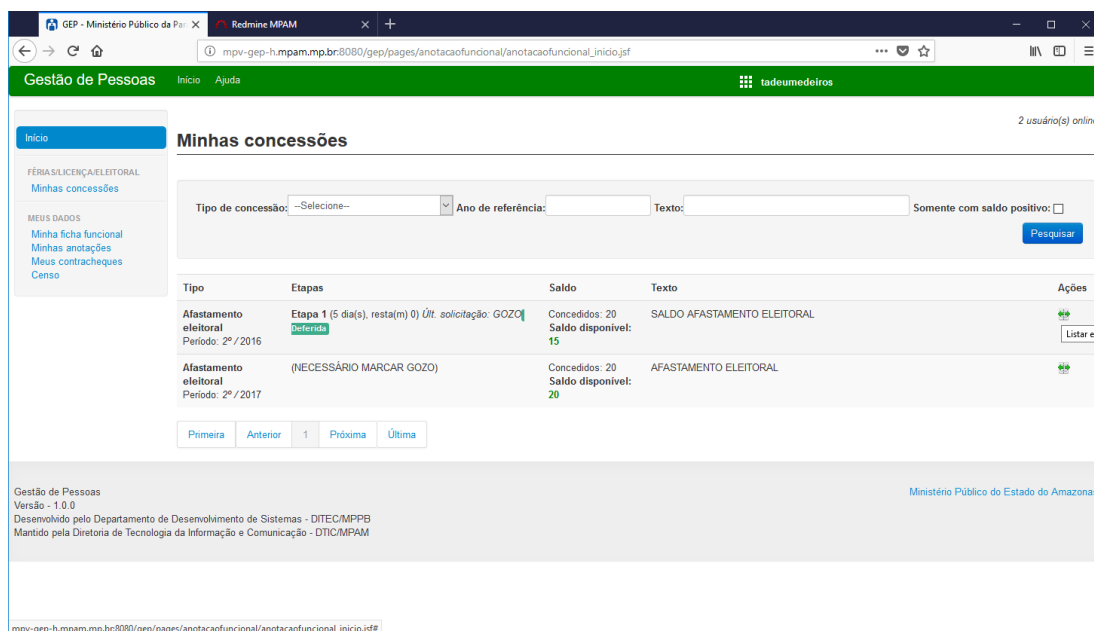 GEP - Ministério Público da Par
Redmine MPAM
mpv-gep-h.mpam.mp.br:8080/gep/pages/anotacaofuncional/anotacaofuncional_inicio.jsf
Gestão de Pessoas Início Ajuda tadeumedeiros
2 usuário(s) online
Início
Minhas concessões
FÉRIAS/LICENÇA/ELEITORAL
Minhas concessões
MEUS DADOS
Minha ficha funcional
Minhas anotações
Meus contracheques
Censo
Tipo de concessão: --Selecione-- Ano de referência: Texto: Somente com saldo positivo:
Pesquisar
Tipo Etapas Saldo Texto Ações
Afastamento
eleitoral
Período: 2º / 2016
Etapa 1 (5 dia(s), resta(m) 0) Últ. solicitação: GOZO
Deferida
Concedidos: 20
Saldo disponível:
15
SALDO AFASTAMENTO ELEITORAL
Listar e
Afastamento
eleitoral
Período: 2º / 2017
(NECESSÁRIO MARCAR GOZO)
Concedidos: 20
Saldo disponível:
20
AFASTAMENTO ELEITORAL
Primeira Anterior 1 Próxima Última
Gestão de Pessoas
Versão - 1.0.0
Desenvolvido pelo Departamento de Desenvolvimento de Sistemas - DITEC/MPPB
Mantido pela Diretoria de Tecnologia da Informação e Comunicação - DTIC/MPAM
Ministério Público do Estado do Amazonas
mpv-gep-h.mpam.mp.br:8080/gep/pages/anotacaofuncional/anotacaofuncional_inicio.jsf#